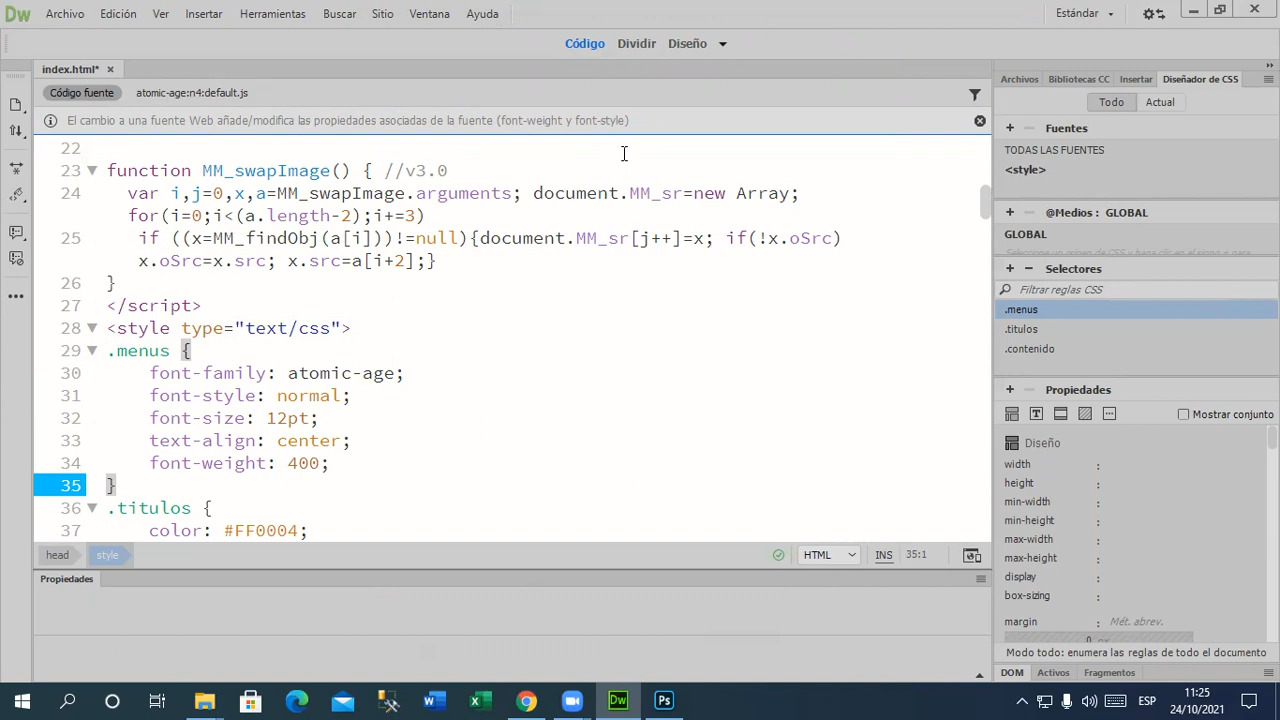 Dw Archivo Edición Ver Insertar Herramientas Buscar Sitio Ventana Ayuda Estándar
Código Dividir Diseño
index.html*
Código fuente atomic-age:n4:default.js
El cambio a una fuente Web añade/modifica las propiedades asociadas de la fuente (font-weight y font-style)
22
23 function MM_swapImage() { //v3.0
24 var i,j=0,x,a=MM_swapImage.arguments; document.MM_sr=new Array;
for(i=0;i<(a.length-2);i+=3)
25 if ((x=MM_findObj(a[i]))!=null){document.MM_sr[j++]=x; if(!x.oSrc)
x.oSrc=x.src; x.src=a[i+2];}
26 }
27 </script>
28 <style type="text/css">
29 .menus {
30 font-family: atomic-age;
31 font-style: normal;
32 font-size: 12pt;
33 text-align: center;
34 font-weight: 400;
35 }
36 .titulos {
37 color: #FF0004;
head style HTML INS 35:1
Propiedades
Archivos Bibliotecas CC Insertar Diseñador de CSS
Todo Actual
+ − Fuentes
TODAS LAS FUENTES
<style>
+ − @Medios : GLOBAL
GLOBAL
+ − Selectores
Filtrar reglas CSS
.menus
.titulos
.contenido
+ − Propiedades
Mostrar conjunto
Diseño
width :
height :
min-width :
min-height :
max-width :
max-height :
display :
box-sizing :
margin : Mét. abrev.
0 px
Modo todo: enumera las reglas de todo el documento
DOM Activos Fragmentos
Dw Ps ESP 11:25
24/10/2021